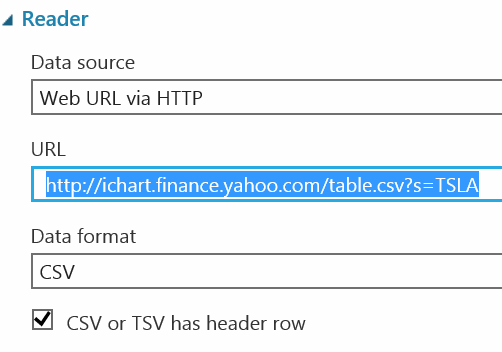 Reader
Data source
Web URL via HTTP
URL
http://ichart.finance.yahoo.com/table.csv?s=TSLA
Data format
CSV
CSV or TSV has header row